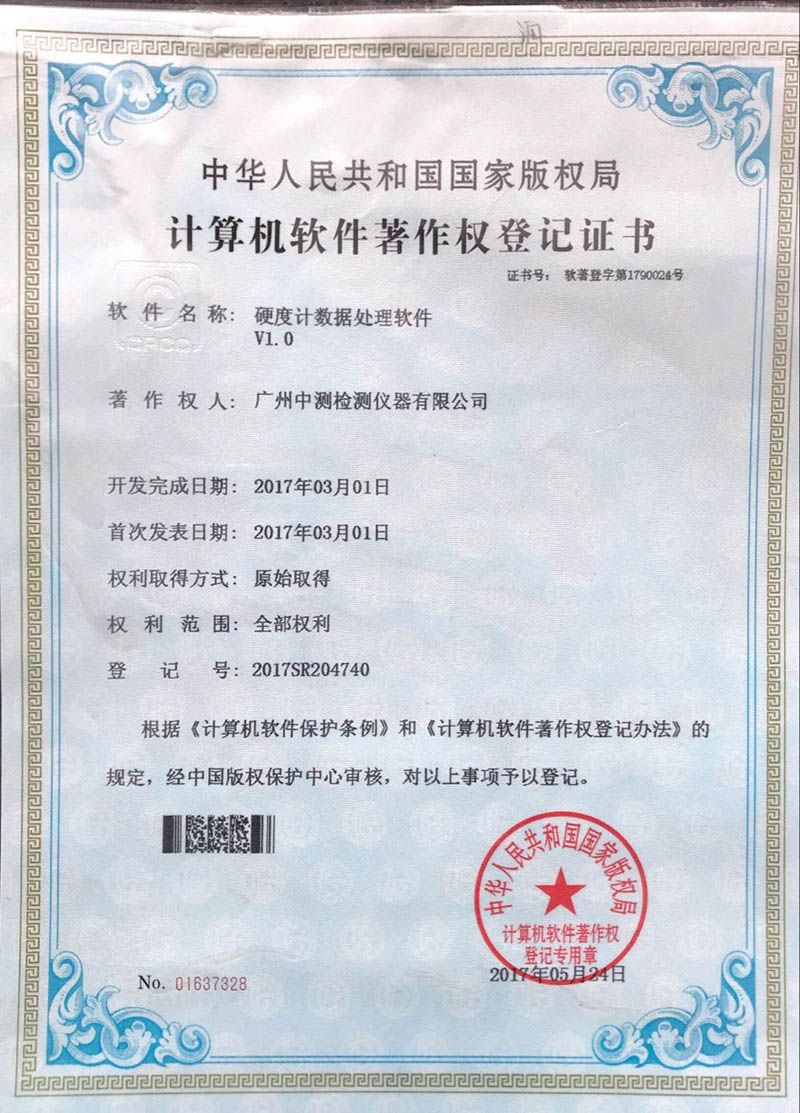 中华人民共和国国家版权局
计算机软件著作权登记证书
证书号： 软著登字第1790024号
软件名称： 硬度计数据处理软件
V1.0
CPCC
著作权人： 广州中测检测仪器有限公司
开发完成日期： 2017年03月01日
首次发表日期： 2017年03月01日
权利取得方式： 原始取得
权利范围： 全部权利
登记号： 2017SR204740
根据《计算机软件保护条例》和《计算机软件著作权登记办法》的
规定，经中国版权保护中心审核，对以上事项予以登记。
中华人民共和国国家版权局
计算机软件著作权
登记专用章
2017年05月24日
No. 01637328